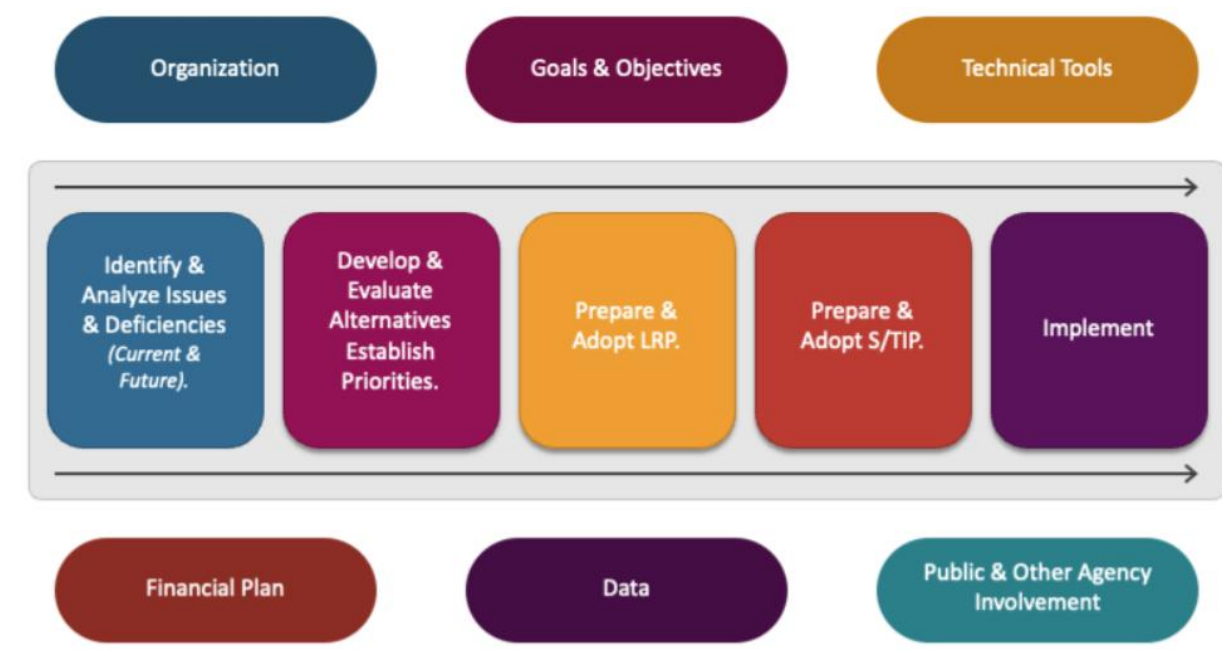 Organization
Goals & Objectives
Technical Tools
Identify &
Analyze Issues
& Deficiencies
(Current &
Future).
Develop &
Evaluate
Alternatives
Establish
Priorities.
Prepare &
Adopt LRP.
Prepare &
Adopt S/TIP.
Implement
Financial Plan
Data
Public & Other Agency
Involvement